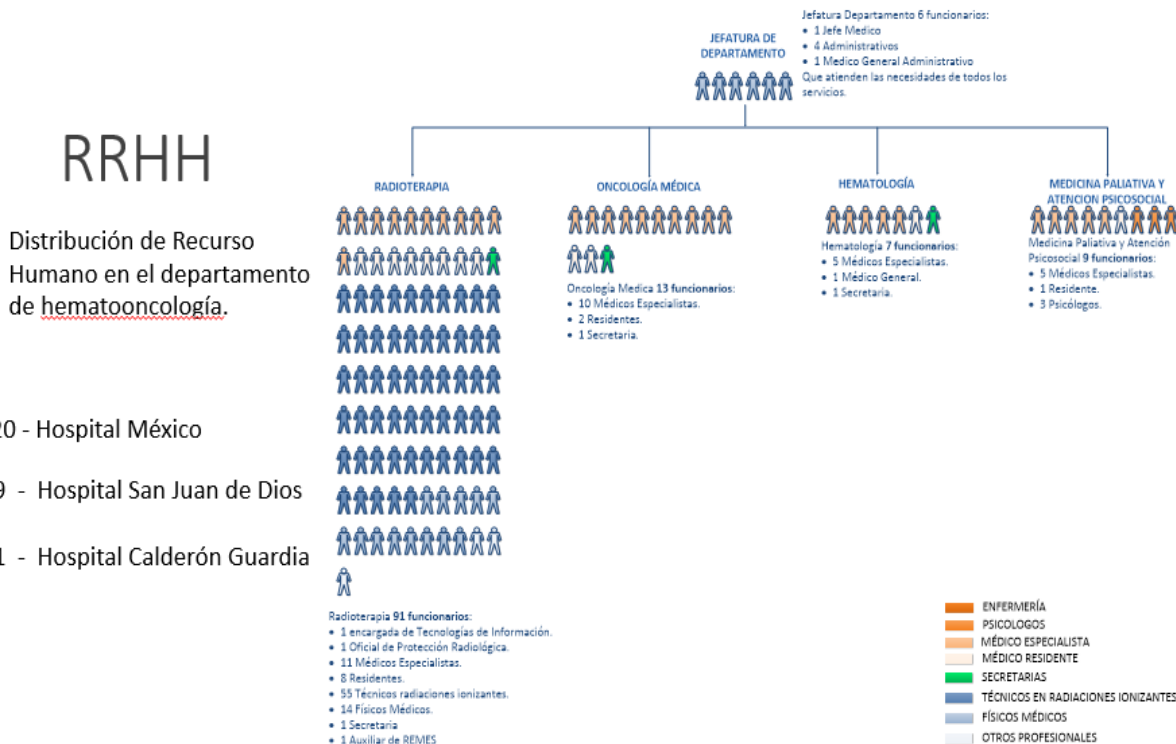 RRHH
Distribución de Recurso
Humano en el departamento
de hematooncología.
20 - Hospital México
9 - Hospital San Juan de Dios
1 - Hospital Calderón Guardia
JEFATURA DE
DEPARTAMENTO
Jefatura Departamento 6 funcionarios:
• 1 Jefe Medico
• 4 Administrativos
• 1 Medico General Administrativo
Que atienden las necesidades de todos los
servicios.
RADIOTERAPIA
Radioterapia 91 funcionarios:
• 1 encargada de Tecnologías de Información.
• 1 Oficial de Protección Radiológica.
• 11 Médicos Especialistas.
• 8 Residentes.
• 55 Técnicos radiaciones ionizantes.
• 14 Físicos Médicos.
• 1 Secretaria
• 1 Auxiliar de REMES
ONCOLOGÍA MÉDICA
Oncología Medica 13 funcionarios:
• 10 Médicos Especialistas.
• 2 Residentes.
• 1 Secretaria.
HEMATOLOGÍA
Hematología 7 funcionarios:
• 5 Médicos Especialistas.
• 1 Médico General.
• 1 Secretaria.
MEDICINA PALIATIVA Y
ATENCION PSICOSOCIAL
Medicina Paliativa y Atención
Psicosocial 9 funcionarios:
• 5 Médicos Especialistas.
• 1 Residente.
• 3 Psicólogos.
ENFERMERÍA
PSICOLOGOS
MÉDICO ESPECIALISTA
MÉDICO RESIDENTE
SECRETARIAS
TÉCNICOS EN RADIACIONES IONIZANTES
FÍSICOS MÉDICOS
OTROS PROFESIONALES